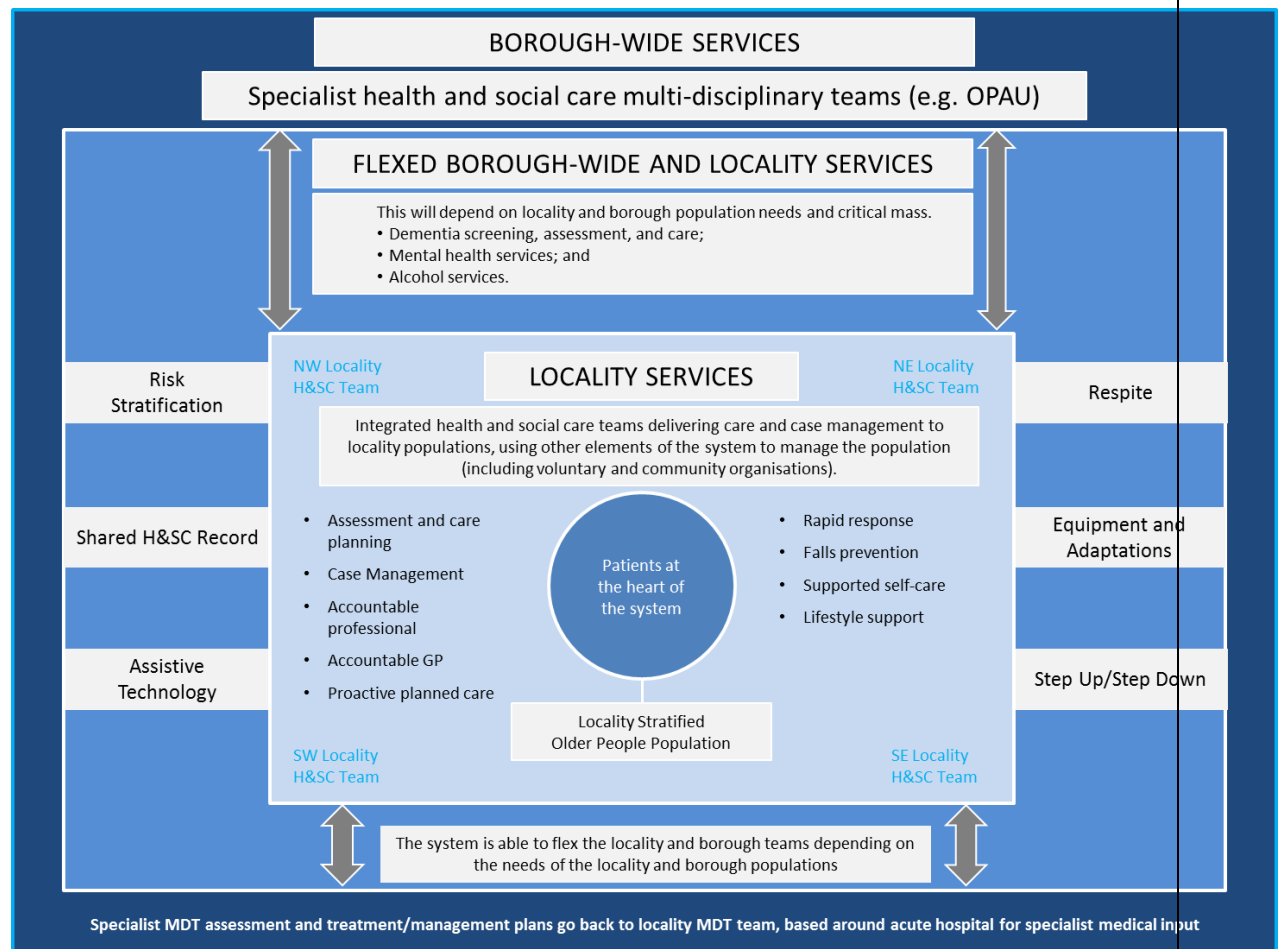 BOROUGH-WIDE SERVICES
Specialist health and social care multi-disciplinary teams (e.g. OPAU)
FLEXED BOROUGH-WIDE AND LOCALITY SERVICES
This will depend on locality and borough population needs and critical mass.
• Dementia screening, assessment, and care;
• Mental health services; and
• Alcohol services.
NW Locality
H&SC Team
LOCALITY SERVICES
NE Locality
H&SC Team
Risk
Stratification
Respite
Integrated health and social care teams delivering care and case management to
locality populations, using other elements of the system to manage the population
(including voluntary and community organisations).
Shared H&SC Record
• Assessment and care
planning
• Case Management
• Accountable
professional
• Accountable GP
• Proactive planned care
Patients at
the heart of
the system
• Rapid response
• Falls prevention
• Supported self-care
• Lifestyle support
Equipment and
Adaptations
Assistive
Technology
Step Up/Step Down
Locality Stratified
Older People Population
SW Locality
H&SC Team
SE Locality
H&SC Team
The system is able to flex the locality and borough teams depending on
the needs of the locality and borough populations
Specialist MDT assessment and treatment/management plans go back to locality MDT team, based around acute hospital for specialist medical input